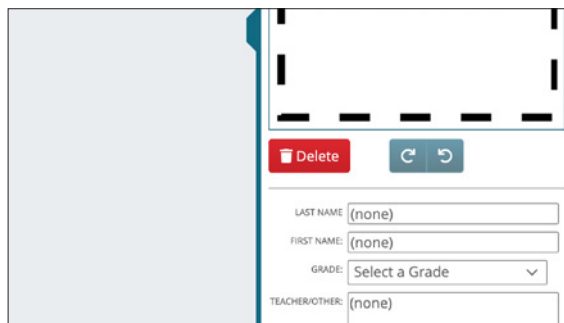 Delete
LAST NAME (none)
FIRST NAME: (none)
GRADE: Select a Grade
TEACHER/OTHER: (none)